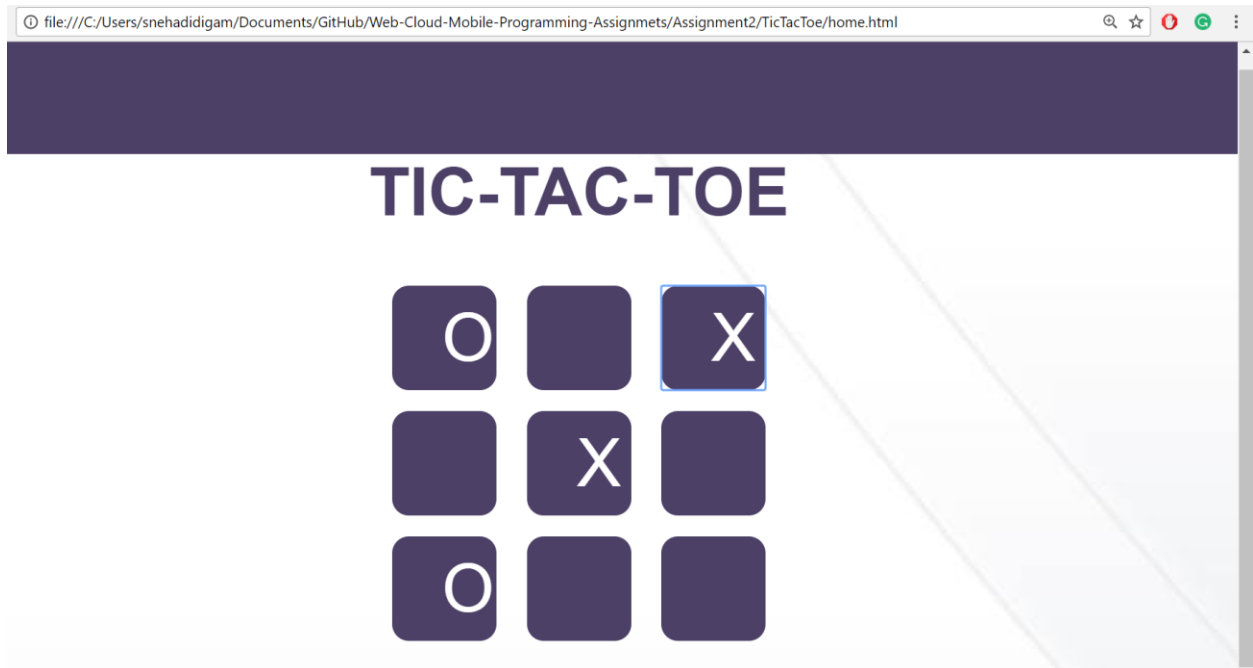 file:///C:/Users/snehadidigam/Documents/GitHub/Web-Cloud-Mobile-Programming-Assignmets/Assignment2/TicTacToe/home.html
TIC-TAC-TOE
O X
X
O